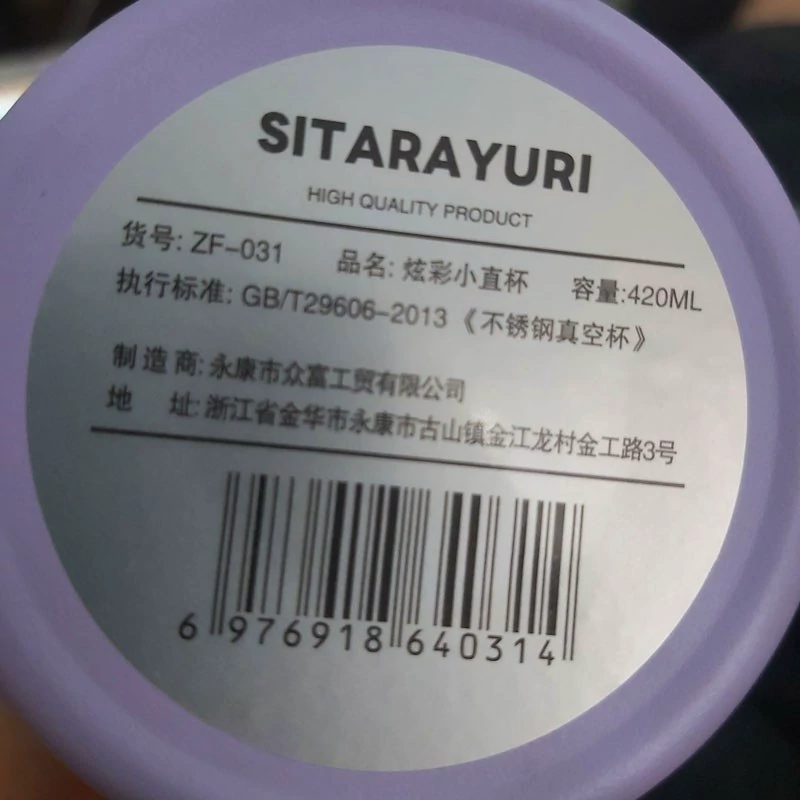 SITARAYURI
HIGH QUALITY PRODUCT
货号: ZF-031 品名: 炫彩小直杯 容量:420ML
执行标准: GB/T29606-2013《不锈钢真空杯》
制造商: 永康市众富工贸有限公司
地 址: 浙江省金华市永康市古山镇金江龙村金工路3号
6 976918 640314